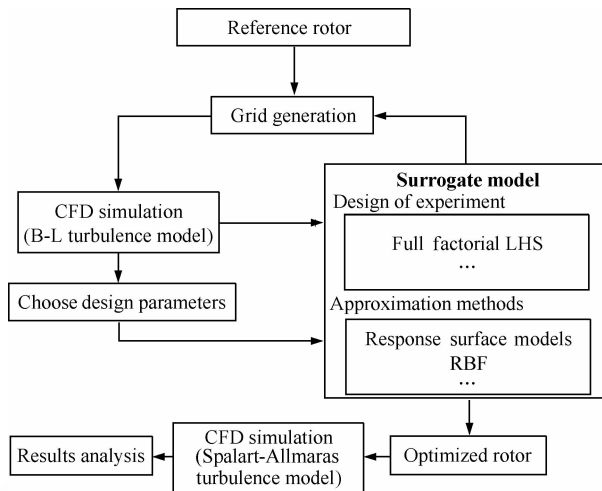 Reference rotor
Grid generation
CFD simulation
(B-L turbulence model)
Choose design parameters
Surrogate model
Design of experiment
Full factorial LHS
...
Approximation methods
Response surface models
RBF
...
Optimized rotor
CFD simulation
(Spalart-Allmaras
turbulence model)
Results analysis